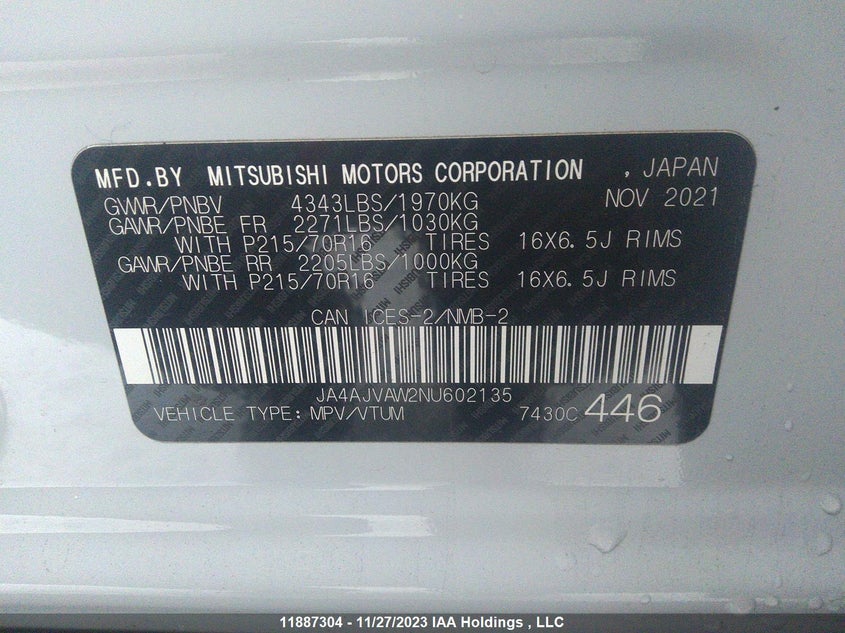 MFD.BY MITSUBISHI MOTORS CORPORATION , JAPAN
GVWR/PNBV 4343LBS/1970KG NOV 2021
GAWR/PNBE FR 2271LBS/1030KG
WITH P215/70R16 TIRES 16X6.5J RIMS
GAWR/PNBE RR 2205LBS/1000KG
WITH P215/70R16 TIRES 16X6.5J RIMS
CAN ICES-2/NMB-2
JA4AJVAW2NU602135
VEHICLE TYPE: MPV/VTUM 7430C 446
11887304 - 11/27/2023 IAA Holdings , LLC